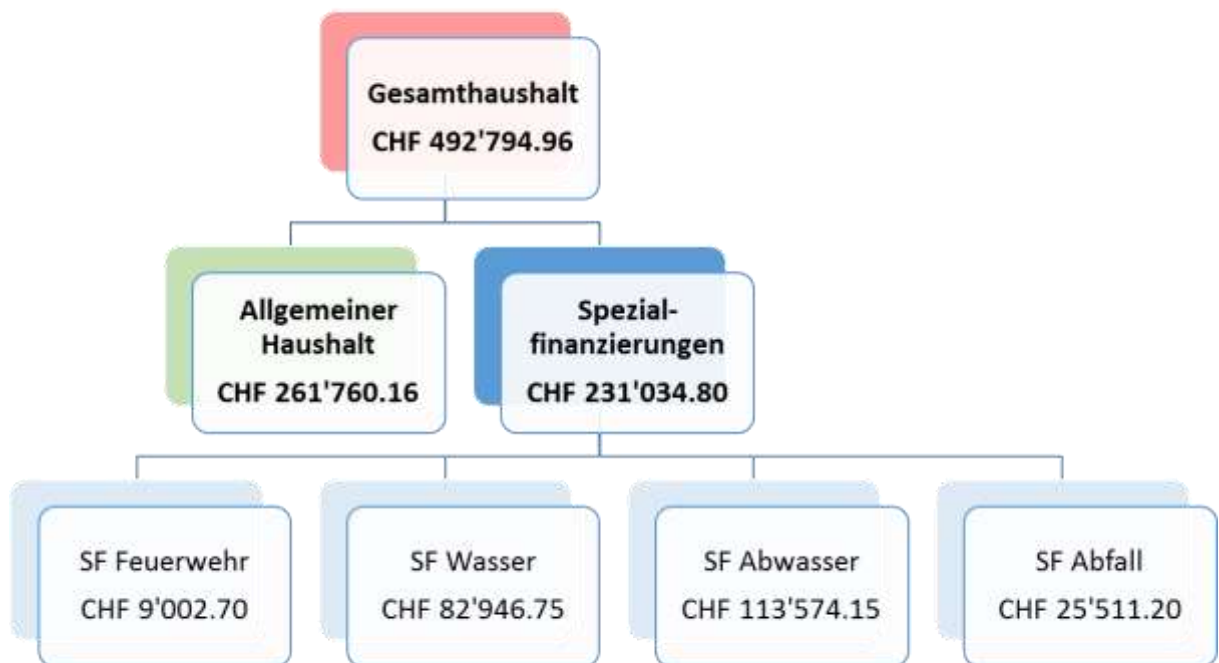 Gesamthaushalt
CHF 492'794.96
Allgemeiner
Haushalt
CHF 261'760.16
Spezial-
finanzierungen
CHF 231'034.80
SF Feuerwehr
CHF 9'002.70
SF Wasser
CHF 82'946.75
SF Abwasser
CHF 113'574.15
SF Abfall
CHF 25'511.20